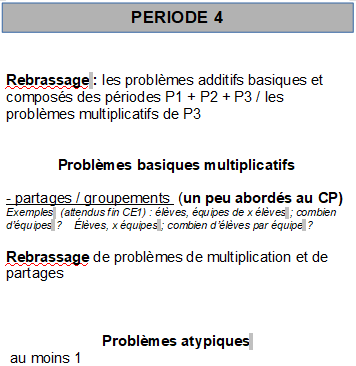 PERIODE 4
Rebrassage : les problèmes additifs basiques et
composés des périodes P1 + P2 + P3 / les
problèmes multiplicatifs de P3
Problèmes basiques multiplicatifs
- partages / groupements (un peu abordés au CP)
Exemples (attendus fin CE1) : élèves, équipes de x élèves ; combien
d'équipes ? Élèves, x équipes ; combien d'élèves par équipe ?
Rebrassage de problèmes de multiplication et de
partages
Problèmes atypiques
au moins 1